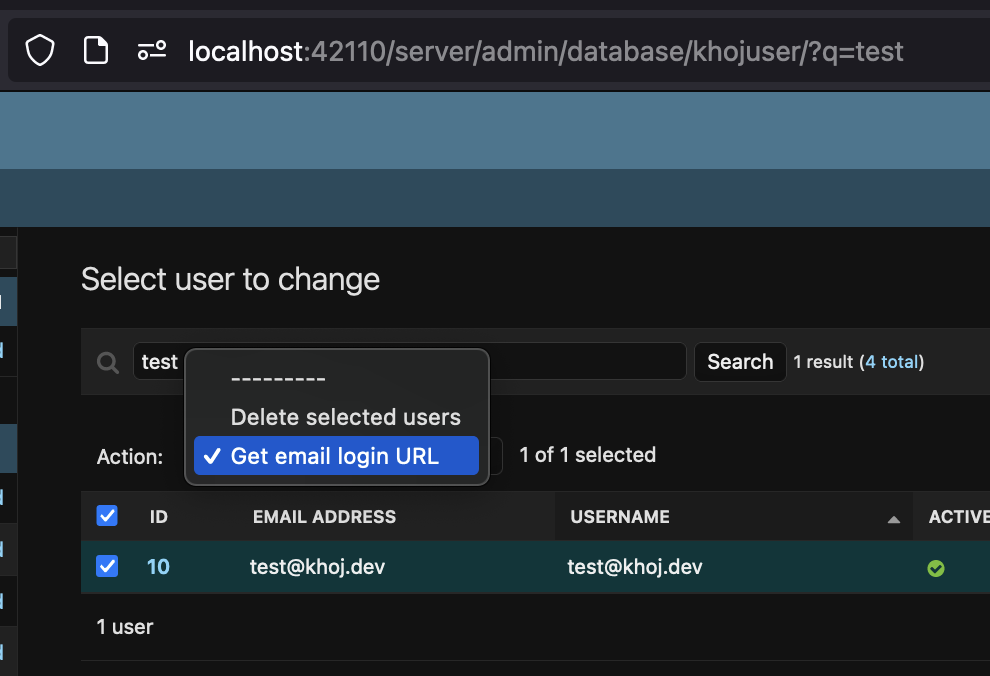 localhost:42110/server/admin/database/khojuser/?q=test
Select user to change
test
Search
1 result (4 total)
---------
Delete selected users
Action:
✓ Get email login URL
1 of 1 selected
ID EMAIL ADDRESS USERNAME ACTIVE
10 test@khoj.dev test@khoj.dev
1 user